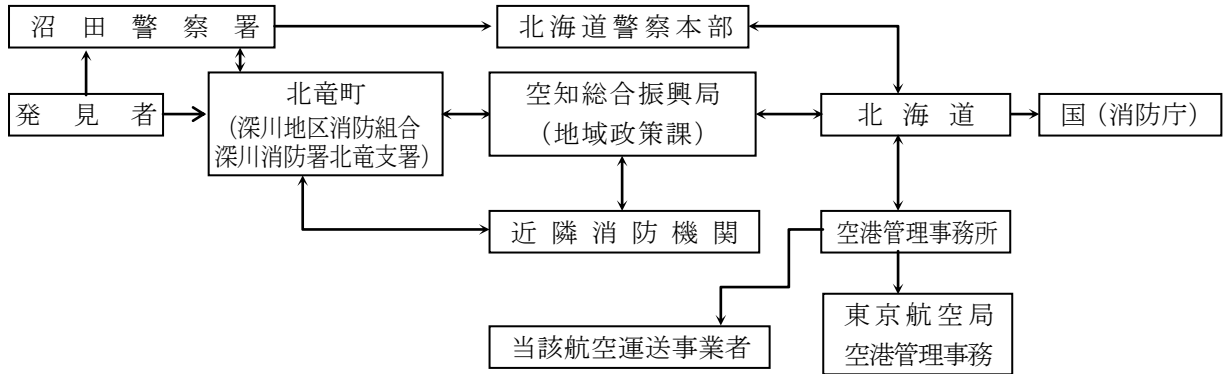 沼田警察署
北海道警察本部
発見者
北竜町
(深川地区消防組合
深川消防署北竜支署)
空知総合振興局
(地域政策課)
北海道
国(消防庁)
近隣消防機関
空港管理事務所
当該航空運送事業者
東京航空局
空港管理事務